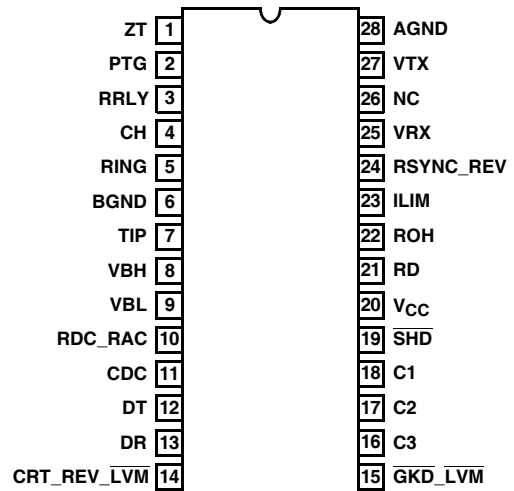 ZT 1 28 AGND
PTG 2 27 VTX
RRLY 3 26 NC
CH 4 25 VRX
RING 5 24 RSYNC_REV
BGND 6 23 ILIM
TIP 7 22 ROH
VBH 8 21 RD
VBL 9 20 VCC
RDC_RAC 10 19 SHD
CDC 11 18 C1
DT 12 17 C2
DR 13 16 C3
CRT_REV_LVM 14 15 GKD_LVM